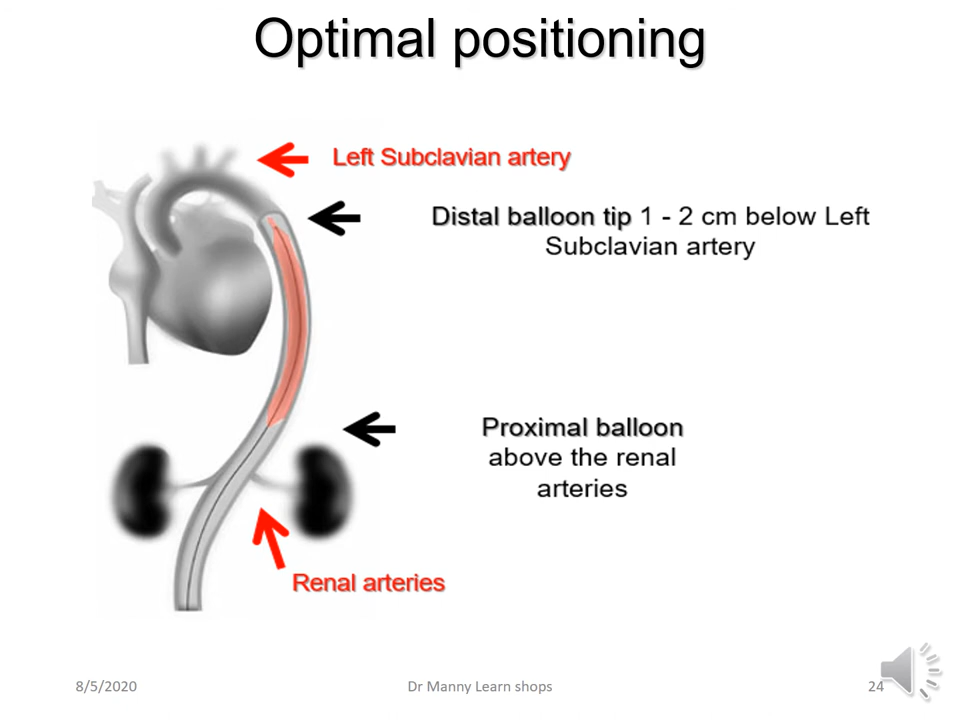 Optimal positioning
Left Subclavian artery
Distal balloon tip 1 - 2 cm below Left
Subclavian artery
Proximal balloon
above the renal
arteries
Renal arteries
8/5/2020
Dr Manny Learn shops
24